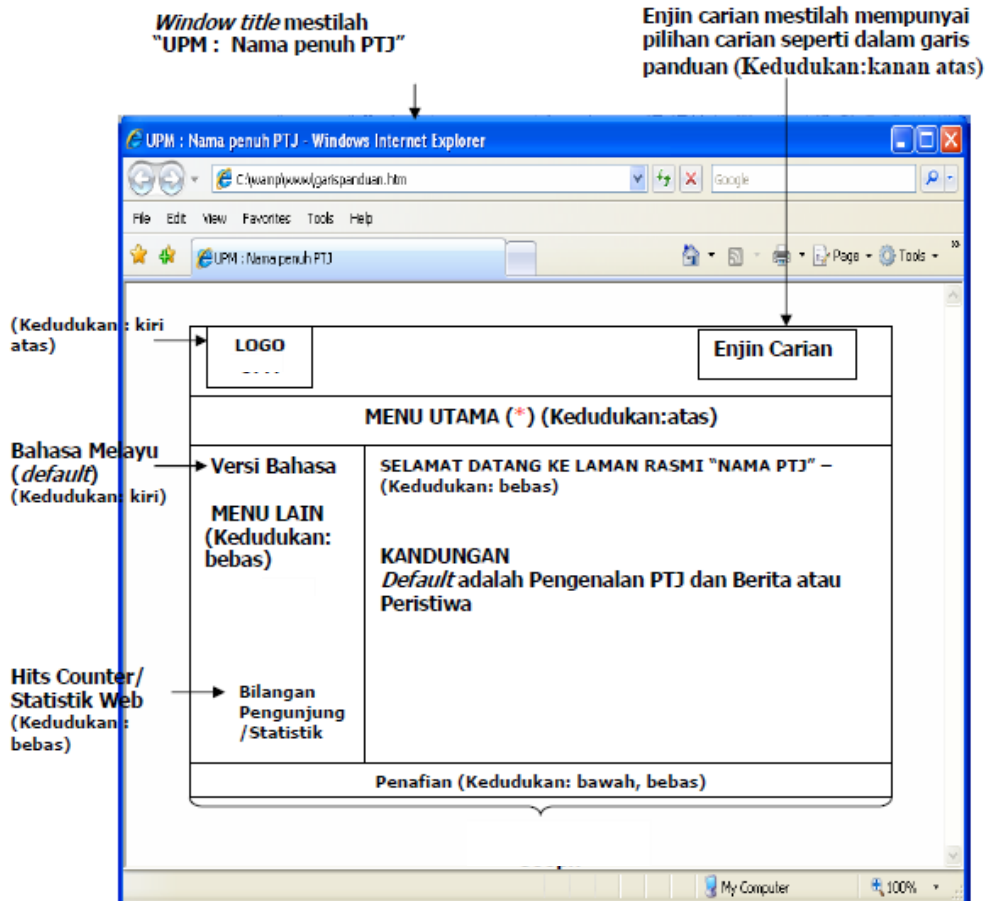 Window title mestilah
"UPM : Nama penuh PTJ"
Enjin carian mestilah mempunyai
pilihan carian seperti dalam garis
panduan (Kedudukan:kanan atas)
UPM : Nama penuh PTJ - Windows Internet Explorer
C:\wamp\www\garispanduan.htm
Google
File Edit View Favorites Tools Help
UPM : Nama penuh PTJ
Page Tools
(Kedudukan : kiri
atas)
LOGO
Enjin Carian
MENU UTAMA (*) (Kedudukan:atas)
Bahasa Melayu
(default)
(Kedudukan: kiri)
Versi Bahasa
MENU LAIN
(Kedudukan:
bebas)
SELAMAT DATANG KE LAMAN RASMI "NAMA PTJ" –
(Kedudukan: bebas)
KANDUNGAN
Default adalah Pengenalan PTJ dan Berita atau
Peristiwa
Hits Counter/
Statistik Web
(Kedudukan :
bebas)
Bilangan
Pengunjung
/Statistik
Penafian (Kedudukan: bawah, bebas)
My Computer
100%